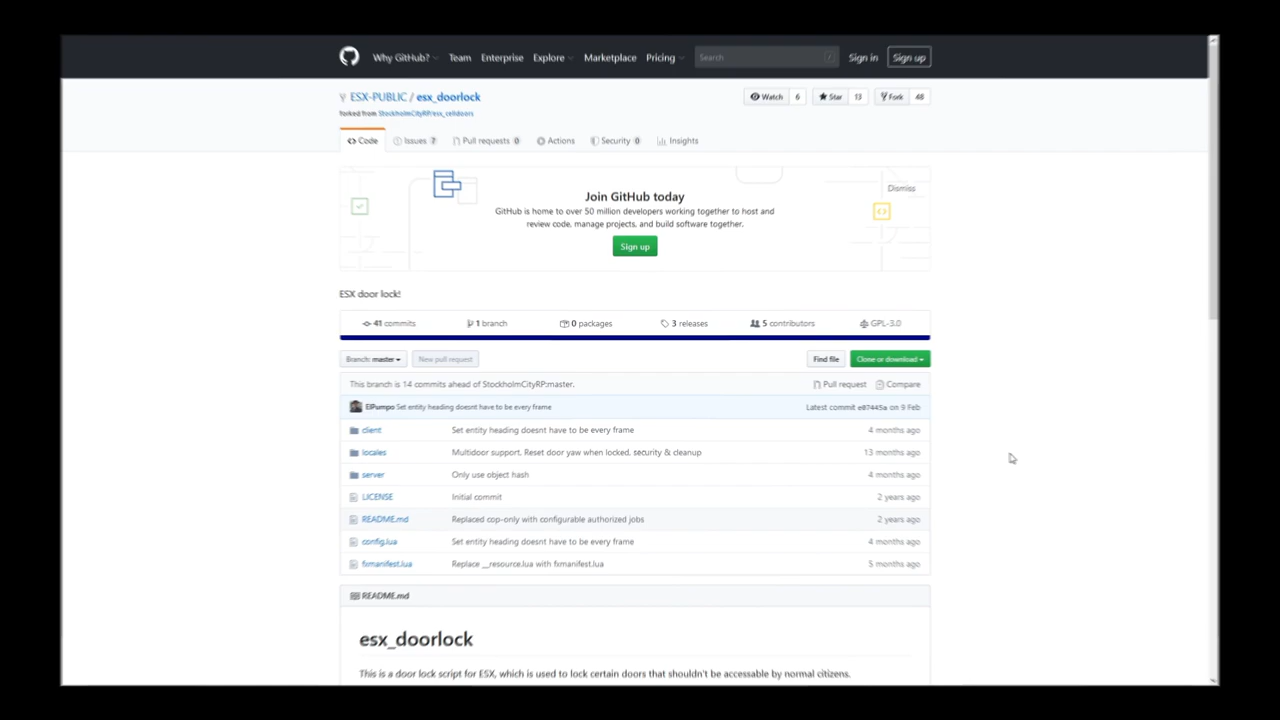 Why GitHub? Team Enterprise Explore Marketplace Pricing Search / Sign in Sign up
ESX-PUBLIC / esx_doorlock Watch 6 Star 13 Fork 48
forked from StockholmCityRP/esx_celldoors
Code Issues 7 Pull requests 0 Actions Security 0 Insights
Dismiss
Join GitHub today
GitHub is home to over 50 million developers working together to host and
review code, manage projects, and build software together.
Sign up
ESX door lock!
41 commits 1 branch 0 packages 3 releases 5 contributors GPL-3.0
Branch: master New pull request Find file Clone or download
This branch is 14 commits ahead of StockholmCityRP:master. Pull request Compare
ElPumpo Set entity heading doesnt have to be every frame Latest commit e87445a on 9 Feb
client Set entity heading doesnt have to be every frame 4 months ago
locales Multidoor support. Reset door yaw when locked, security & cleanup 13 months ago
server Only use object hash 4 months ago
LICENSE Initial commit 2 years ago
README.md Replaced cop-only with configurable authorized jobs 2 years ago
config.lua Set entity heading doesnt have to be every frame 4 months ago
fxmanifest.lua Replace __resource.lua with fxmanifest.lua 5 months ago
README.md
esx_doorlock
This is a door lock script for ESX, which is used to lock certain doors that shouldn't be accessable by normal citizens.